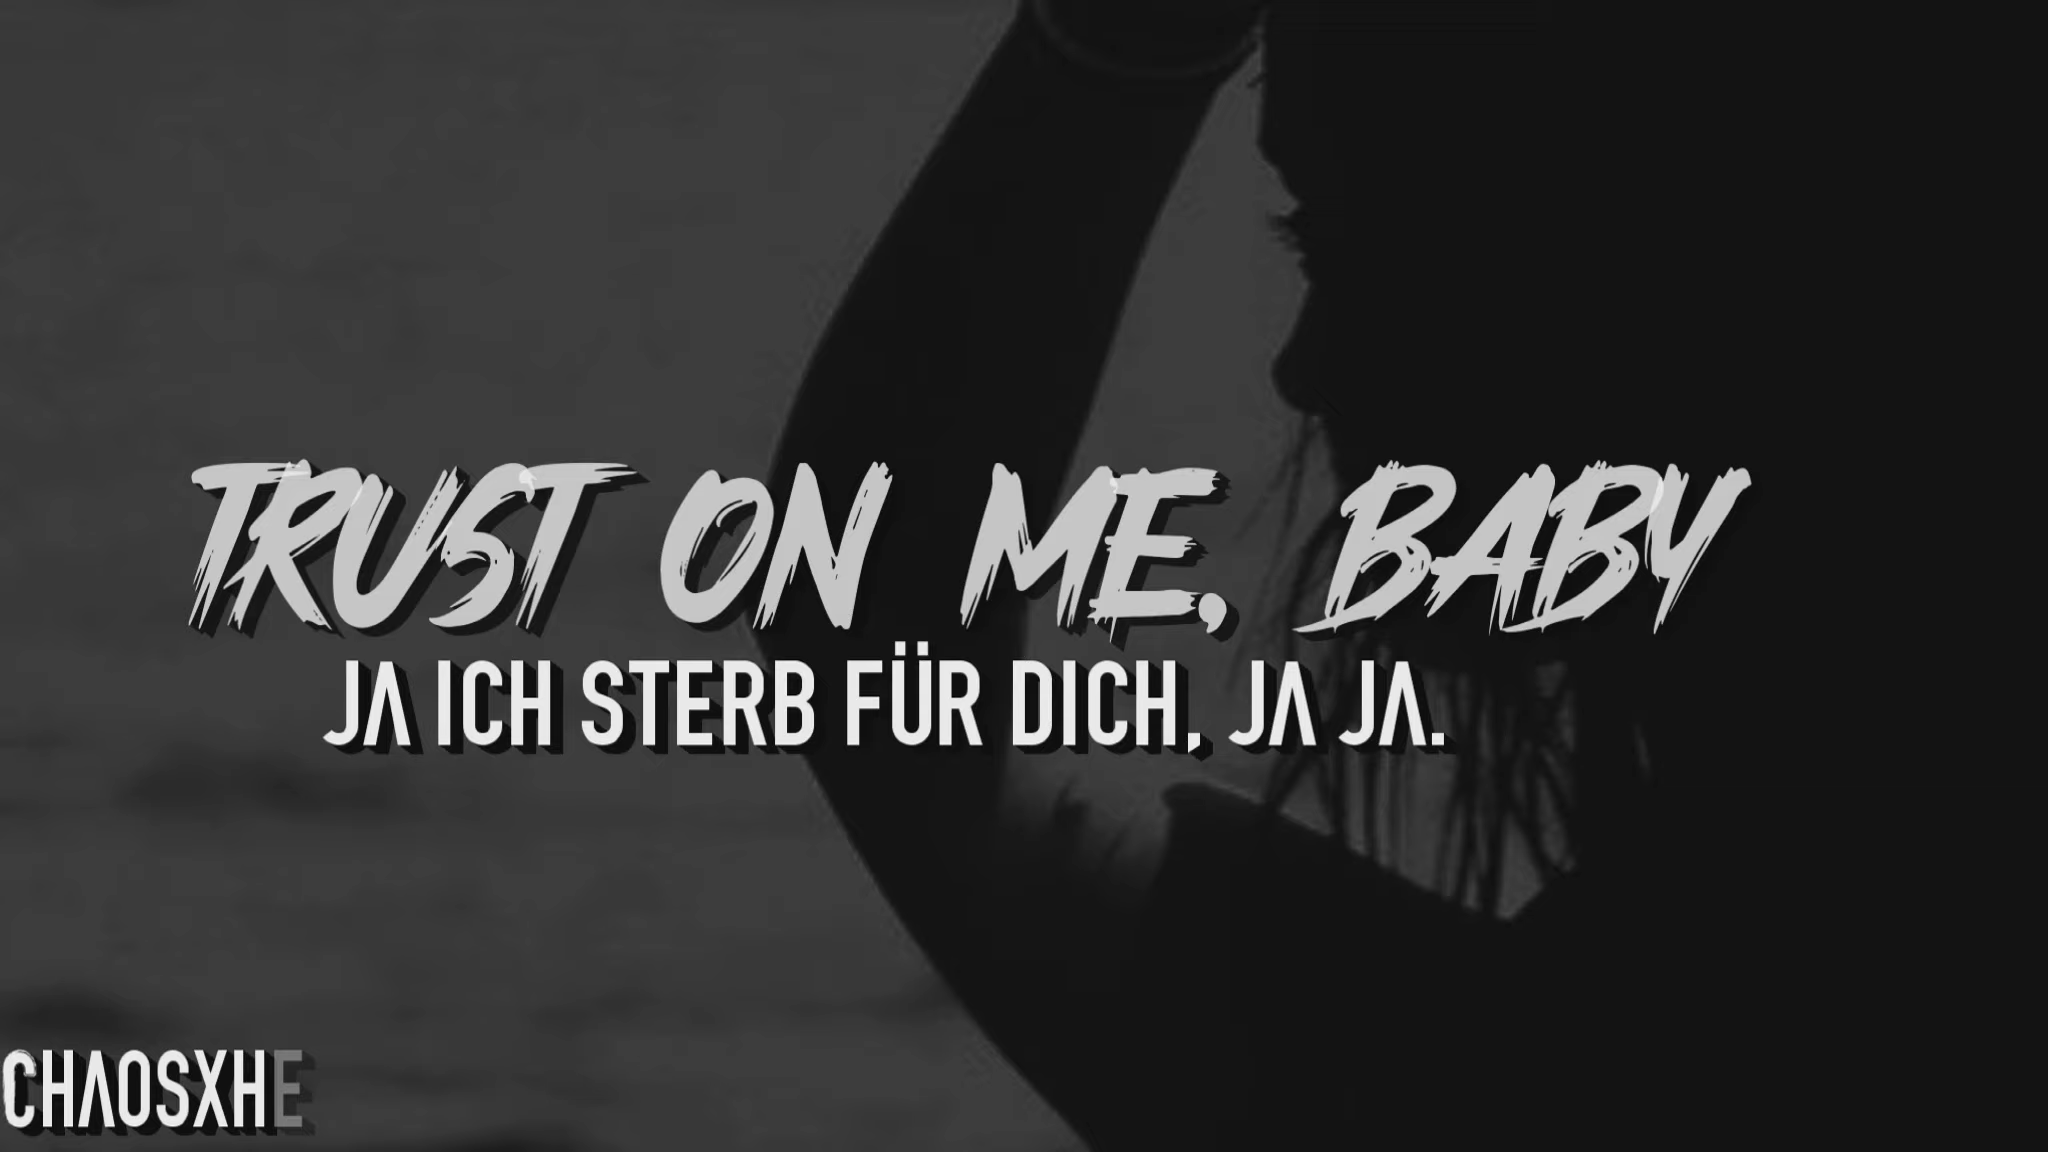 TRUST ON ME, BABY
JA ICH STERB FÜR DICH, JA JA.
CHAOSXHE